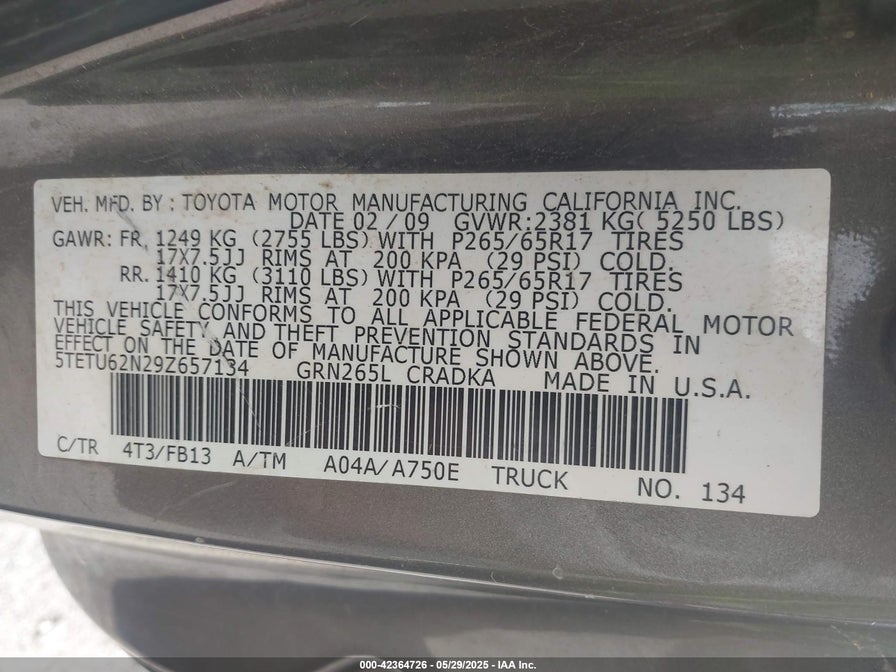 VEH. MFD. BY : TOYOTA MOTOR MANUFACTURING CALIFORNIA INC.
DATE 02 / 09 GVWR:2381 KG( 5250 LBS)
GAWR: FR. 1249 KG (2755 LBS)WITH P265/65R17 TIRES
17X7.5JJ RIMS AT 200 KPA (29 PSI) COLD.
RR. 1410 KG (3110 LBS)WITH P265/65R17 TIRES
17X7.5JJ RIMS AT 200 KPA (29 PSI) COLD.
THIS VEHICLE CONFORMS TO ALL APPLICABLE FEDERAL MOTOR
VEHICLE SAFETY AND THEFT PREVENTION STANDARDS IN
EFFECT ON THE DATE OF MANUFACTURE SHOWN ABOVE.
5TETU62N29Z657134 GRN265L CRADKA MADE IN U.S.A.
C/TR 4T3/FB13 A/TM A04A/A750E TRUCK NO. 134
000-42364726 - 05/29/2025 - IAA Inc.